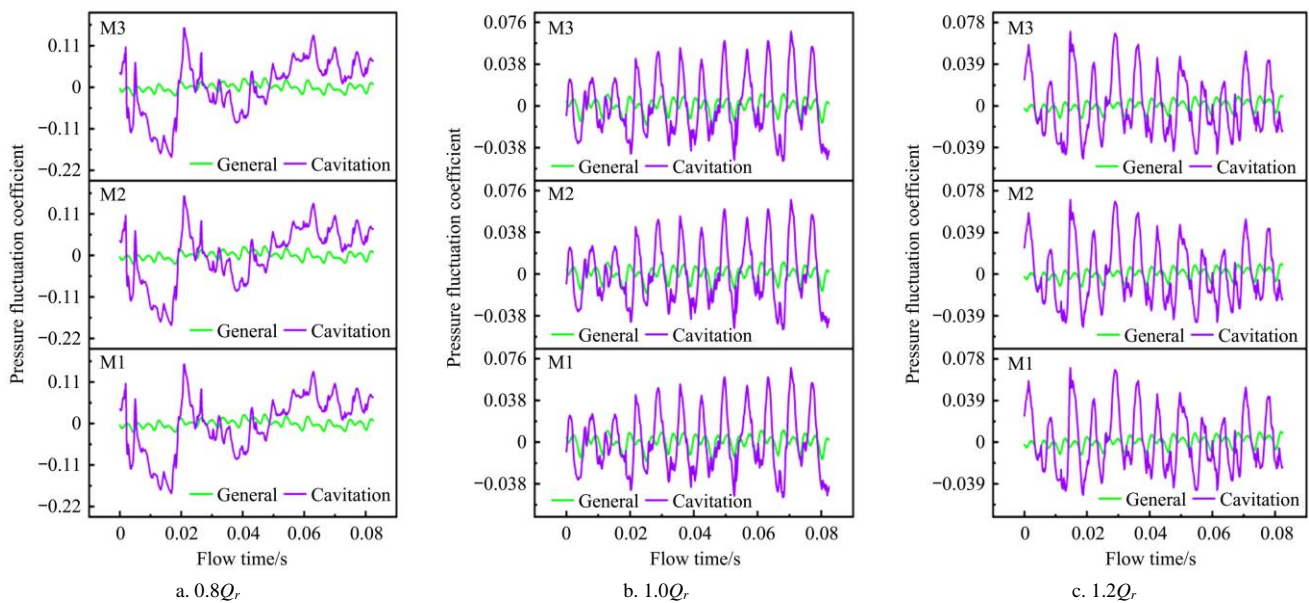 Pressure fluctuation coefficient
M3
0.11
0
−0.11
−0.22
General Cavitation
M2
0.11
0
−0.11
−0.22
General Cavitation
M1
0.11
0
−0.11
−0.22
General Cavitation
0 0.02 0.04 0.06 0.08
Flow time/s
a. 0.8Qr
Pressure fluctuation coefficient
M3
0.076
0.038
0
−0.038
General Cavitation
M2
0.076
0.038
0
−0.038
General Cavitation
M1
0.076
0.038
0
−0.038
General Cavitation
0 0.02 0.04 0.06 0.08
Flow time/s
b. 1.0Qr
Pressure fluctuation coefficient
M3
0.078
0.039
0
−0.039
General Cavitation
M2
0.078
0.039
0
−0.039
General Cavitation
M1
0.078
0.039
0
−0.039
General Cavitation
0 0.02 0.04 0.06 0.08
Flow time/s
c. 1.2Qr